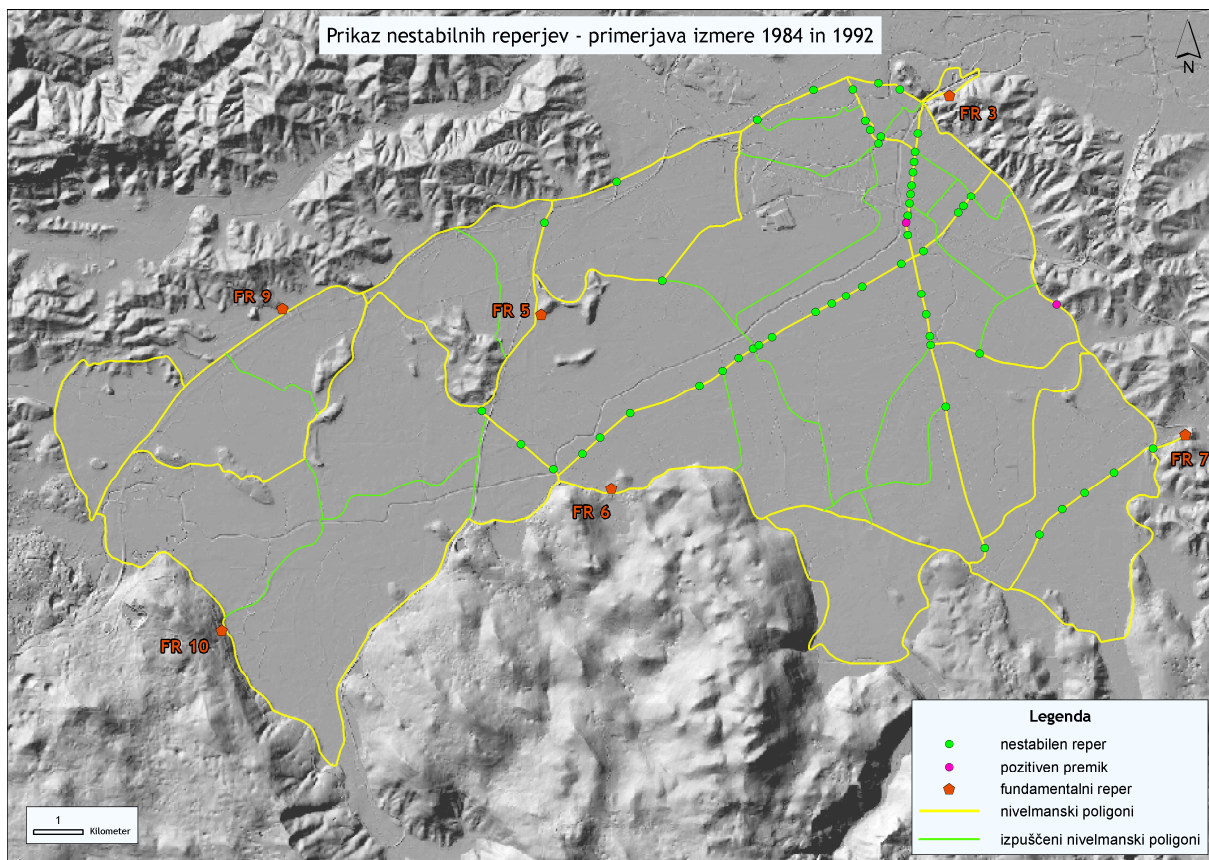 Prikaz nestabilnih reperjev - primerjava izmere 1984 in 1992
N
FR 3
FR 9
FR 5
FR 7
FR 6
FR 10
Legenda
nestabilen reper
pozitiven premik
fundamentalni reper
nivelmanski poligoni
izpuščeni nivelmanski poligoni
1
Kilometer